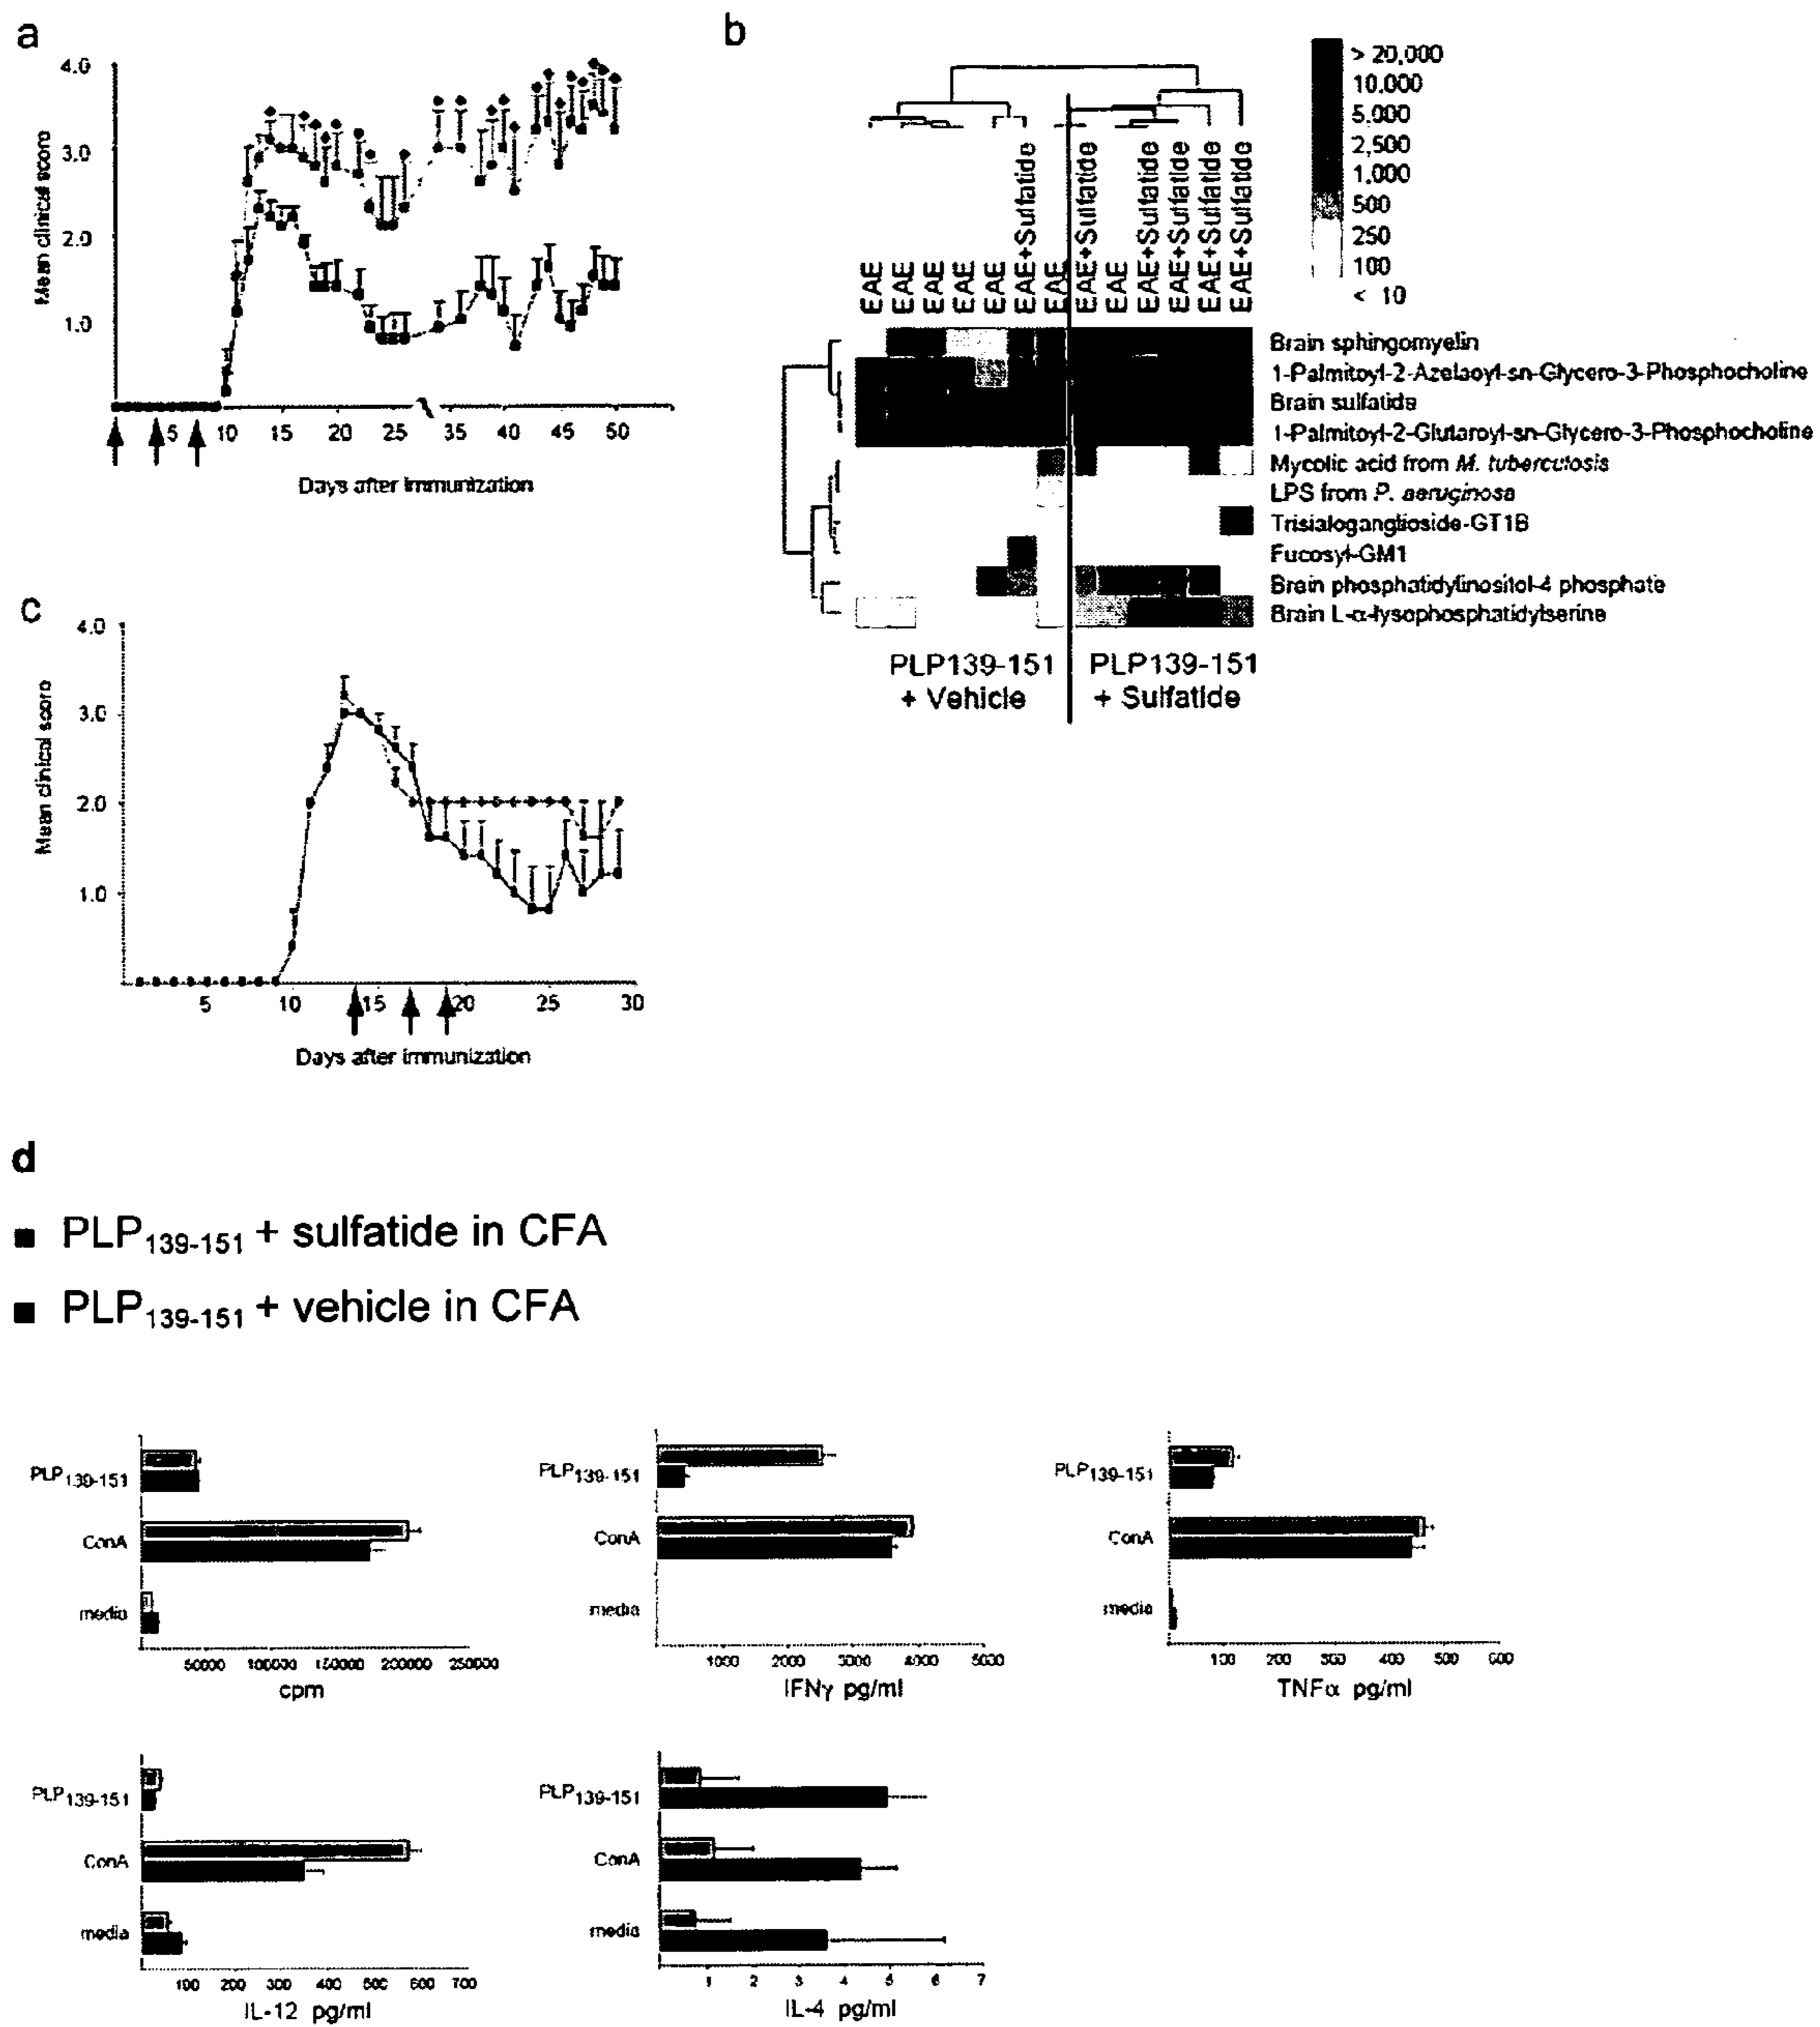 a
4.0
3.0
2.0
1.0
Mean clinical score
5 10 15 20 25 35 40 45 50
Days after immunization
b
> 20,000
10,000
5,000
2,500
1,000
500
250
100
< 10
EAE
EAE
EAE
EAE
EAE
EAE+Sulfatide
EAE
EAE+Sulfatide
EAE
EAE+Sulfatide
EAE+Sulfatide
EAE+Sulfatide
EAE+Sulfatide
Brain sphingomyelin
1-Palmitoyl-2-Azelaoyl-sn-Glycero-3-Phosphocholine
Brain sulfatide
1-Palmitoyl-2-Glutaroyl-sn-Glycero-3-Phosphocholine
Mycolic acid from M. tuberculosis
LPS from P. aeruginosa
Trisialoganglioside-GT1B
Fucosyl-GM1
Brain phosphatidylinositol-4 phosphate
Brain L-α-lysophosphatidylserine
PLP139-151 PLP139-151
+ Vehicle + Sulfatide
c
4.0
3.0
2.0
1.0
Mean clinical score
5 10 15 20 25 30
Days after immunization
d
PLP139-151 + sulfatide in CFA
PLP139-151 + vehicle in CFA
PLP139-151
ConA
media
50000 100000 150000 200000 250000
cpm
PLP139-151
ConA
media
1000 2000 3000 4000 5000
IFNγ pg/ml
PLP139-151
ConA
media
100 200 300 400 500 600
TNFα pg/ml
PLP139-151
ConA
media
100 200 300 400 500 600 700
IL-12 pg/ml
PLP139-151
ConA
media
1 2 3 4 5 6 7
IL-4 pg/ml